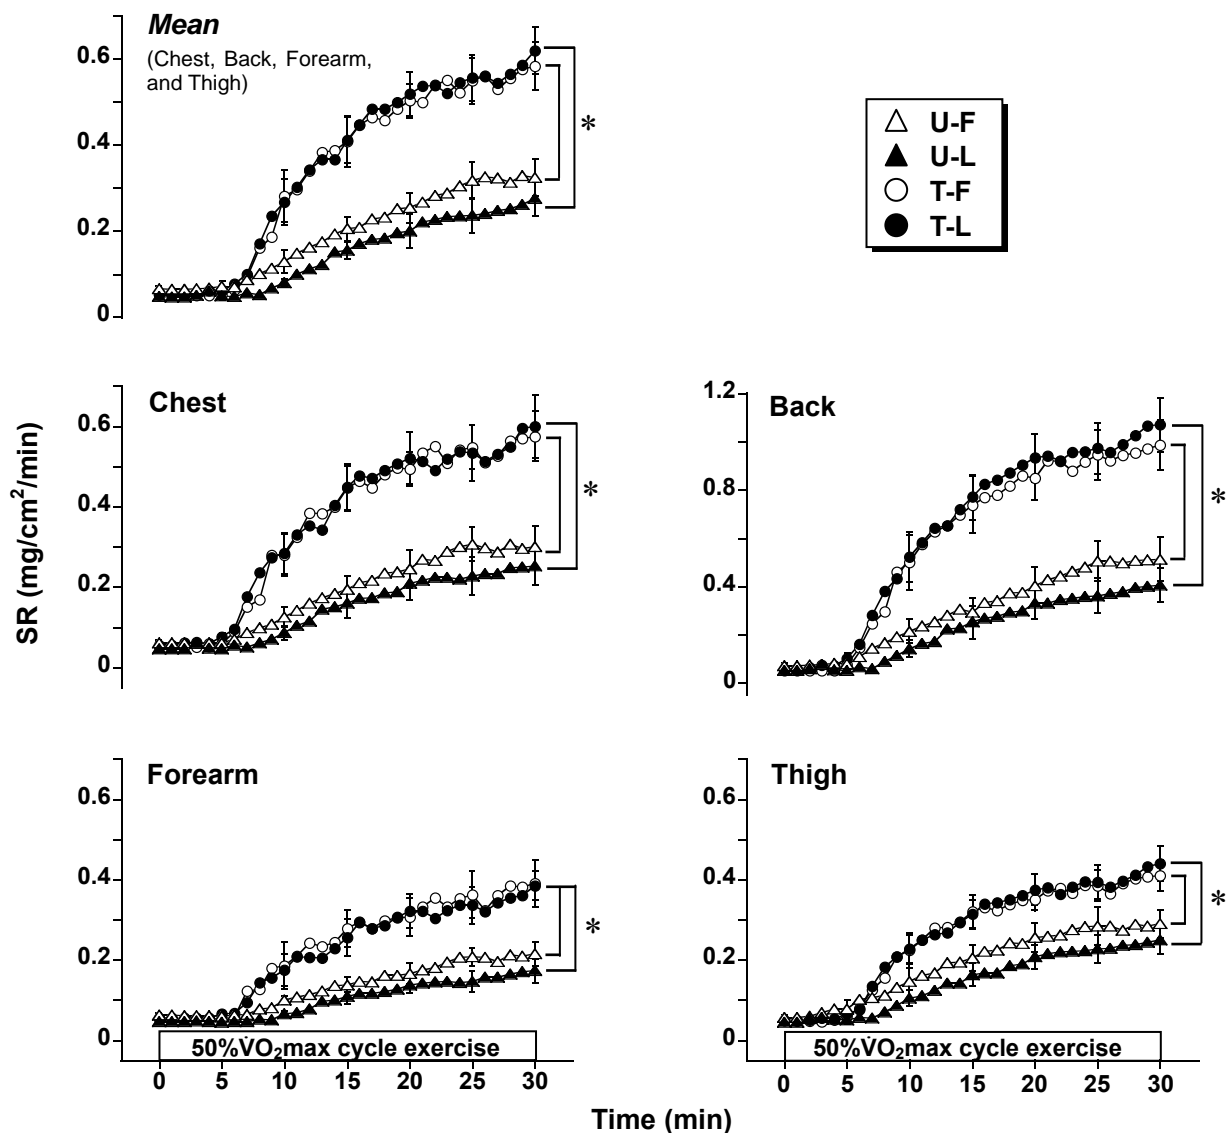 Mean
(Chest, Back, Forearm,
and Thigh)
0.6
0.4
0.2
0
*
U-F
U-L
T-F
T-L
SR (mg/cm²/min)
Chest
0.6
0.4
0.2
0
*
Back
1.2
0.8
0.4
0
*
Forearm
0.6
0.4
0.2
0
*
50%V̇O₂max cycle exercise
0 5 10 15 20 25 30
Thigh
0.6
0.4
0.2
0
*
50%V̇O₂max cycle exercise
0 5 10 15 20 25 30
Time (min)